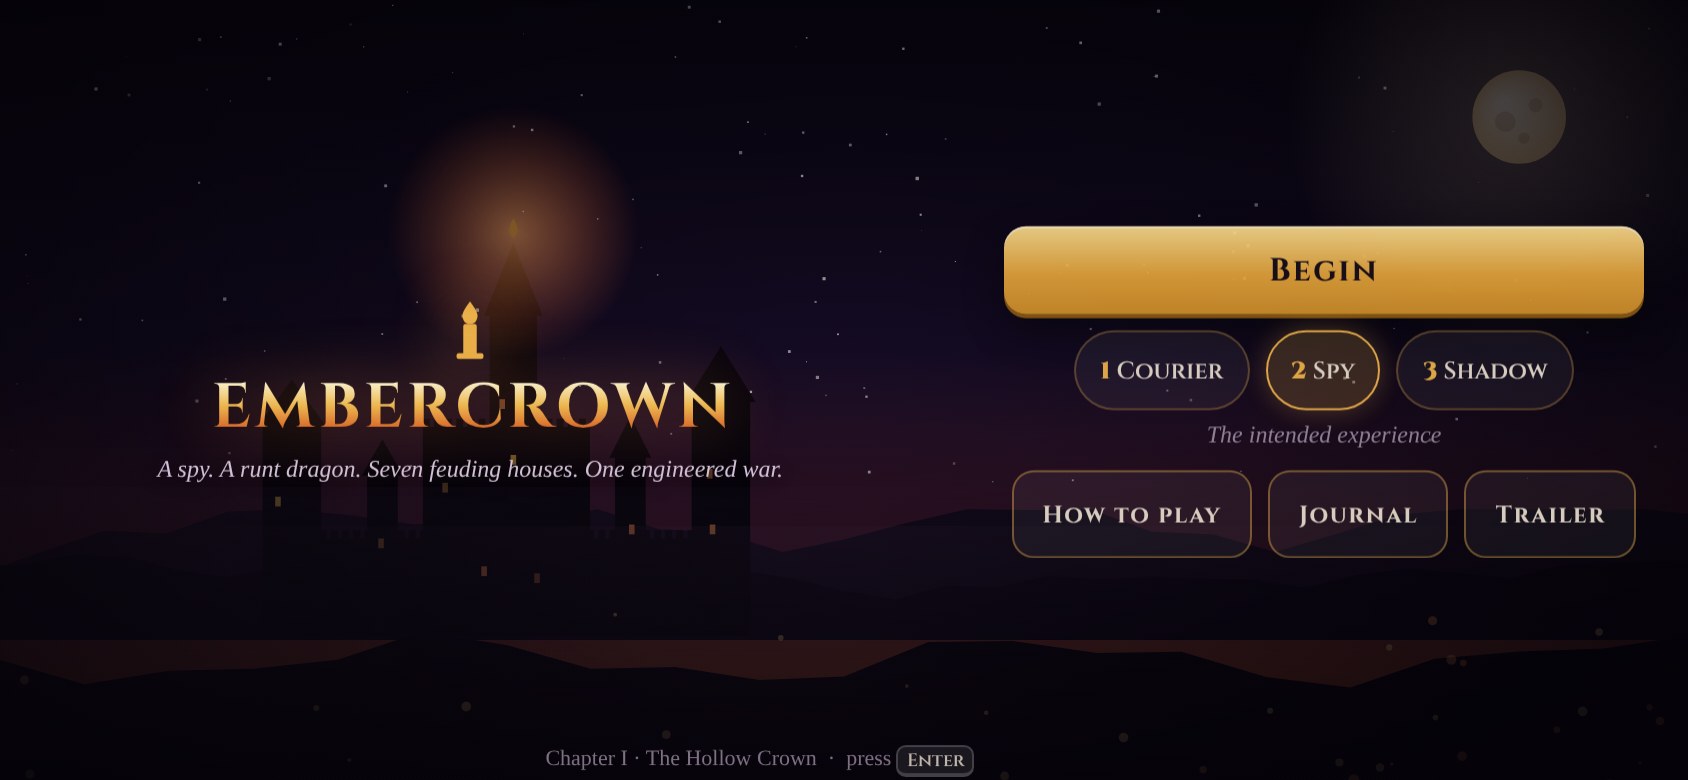 EMBERCROWN
A spy. A runt dragon. Seven feuding houses. One engineered war.
Begin
1 Courier
2 Spy
3 Shadow
The intended experience
How to play
Journal
Trailer
Chapter I · The Hollow Crown · press Enter